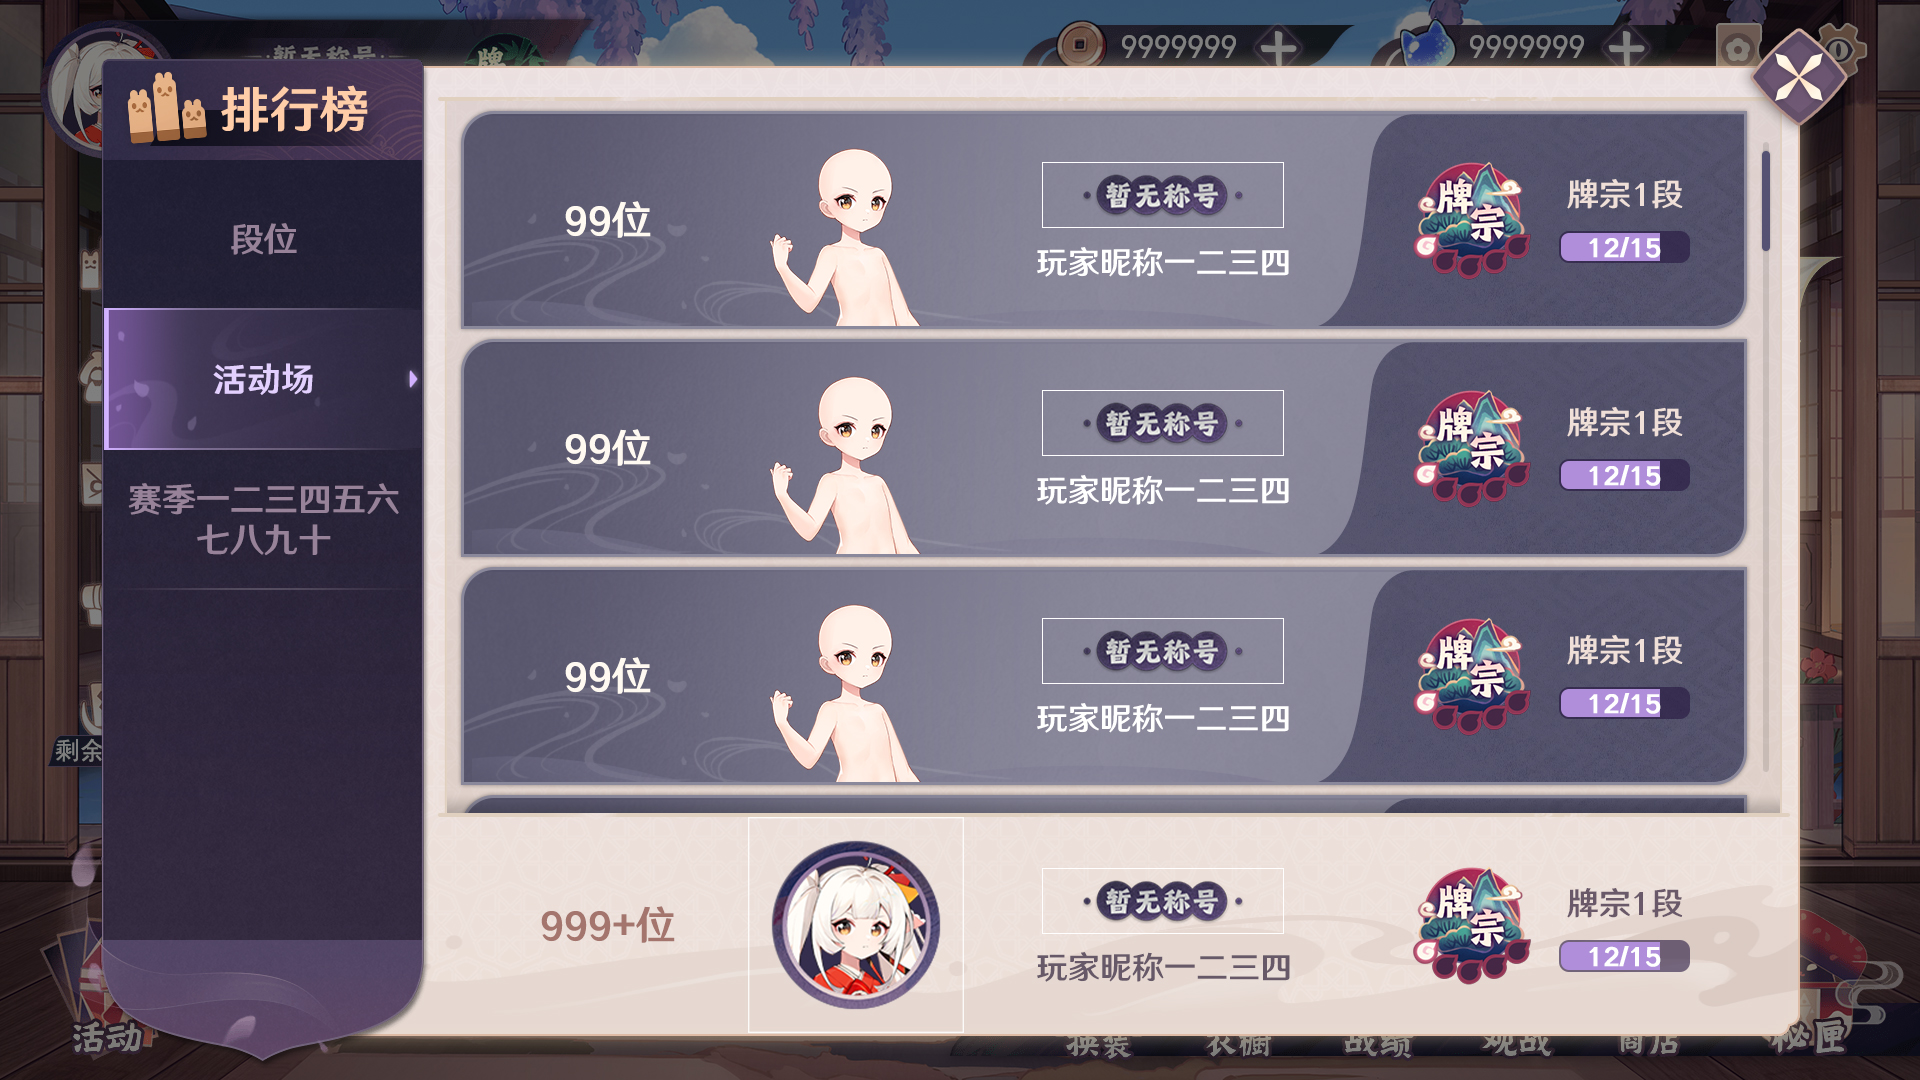 暂无称号
牌
9999999
9999999
排行榜
段位
活动场
赛季一二三四五六
七八九十
99位
暂无称号
玩家昵称一二三四
牌宗
牌宗1段
12/15
99位
暂无称号
玩家昵称一二三四
牌宗
牌宗1段
12/15
99位
暂无称号
玩家昵称一二三四
牌宗
牌宗1段
12/15
剩余
999+位
暂无称号
玩家昵称一二三四
牌宗
牌宗1段
12/15
活动
换装
衣橱
战绩
观战
商店
秘匣